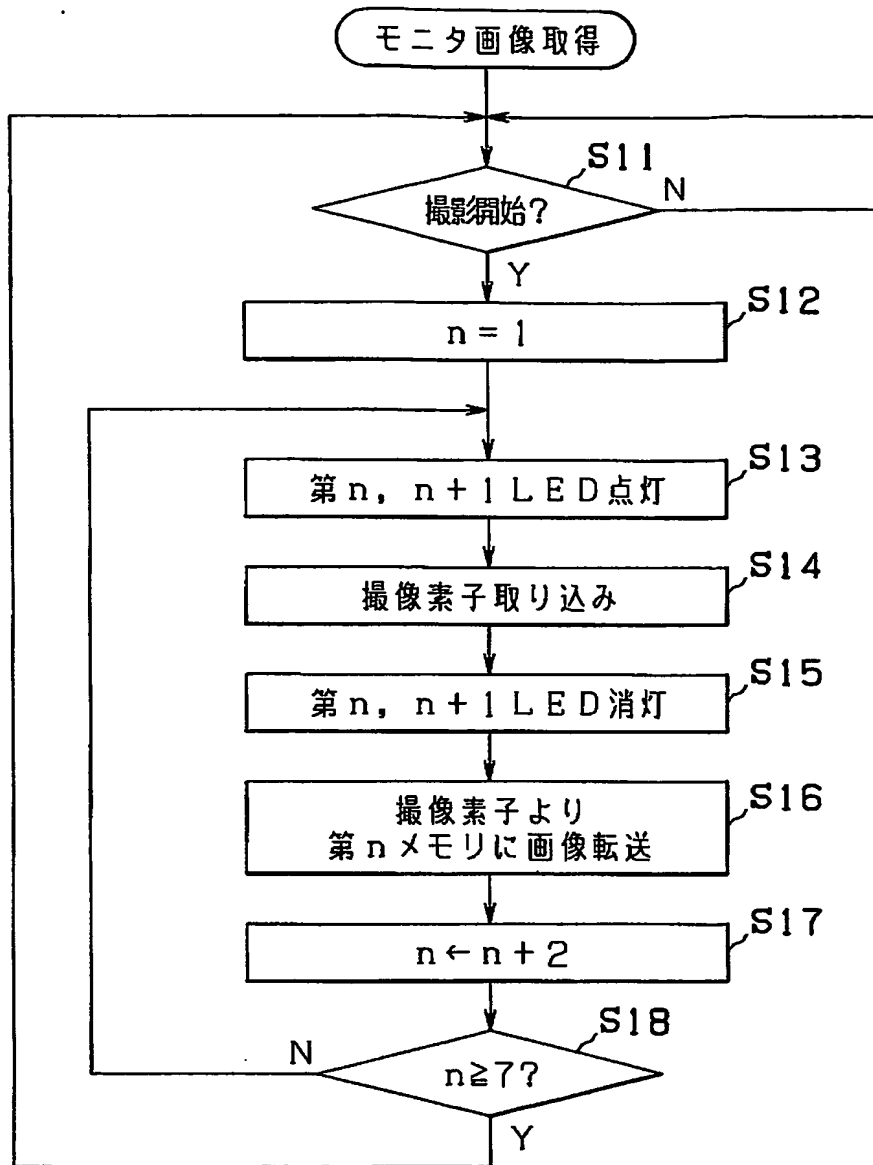 モニタ画像取得
S11
撮影開始?
N
Y
S12
n=1
S13
第n, n+1LED点灯
S14
撮像素子取り込み
S15
第n, n+1LED消灯
S16
撮像素子より
第nメモリに画像転送
S17
n←n+2
S18
N
n≧7?
Y